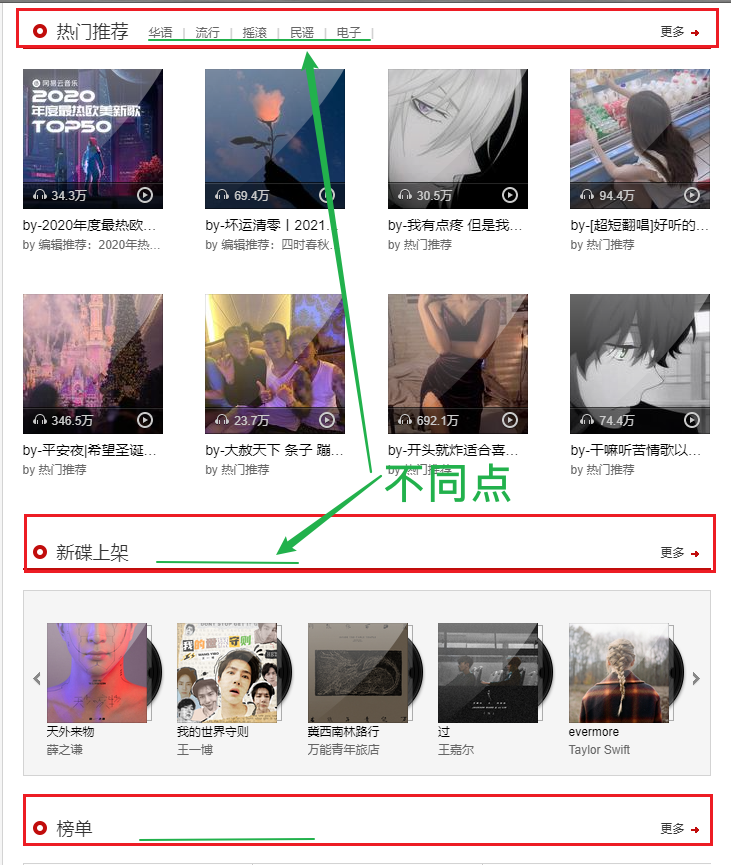 热门推荐 华语 | 流行 | 摇滚 | 民谣 | 电子 | 更多
网易云音乐
2020
年度最热欧美新歌
TOP50
34.3万 69.4万 30.5万 94.4万
by-2020年度最热欧... by-坏运清零丨2021... by-我有点疼 但是我... by-[超短翻唱]好听的...
by 编辑推荐：2020年热... by 编辑推荐：四时春秋... by 热门推荐 by 热门推荐
346.5万 23.7万 692.1万 74.4万
by-平安夜|希望圣诞... by-大赦天下 条子 蹦... by-开头就炸适合喜... by-干嘛听苦情歌以...
by 热门推荐 by 热门推荐 by 热门推荐 by 热门推荐
不同点
新碟上架 更多
我的世界守则
天外来物 我的世界守则 冀西南林路行 过 evermore
薛之谦 王一博 万能青年旅店 王嘉尔 Taylor Swift
榜单 更多